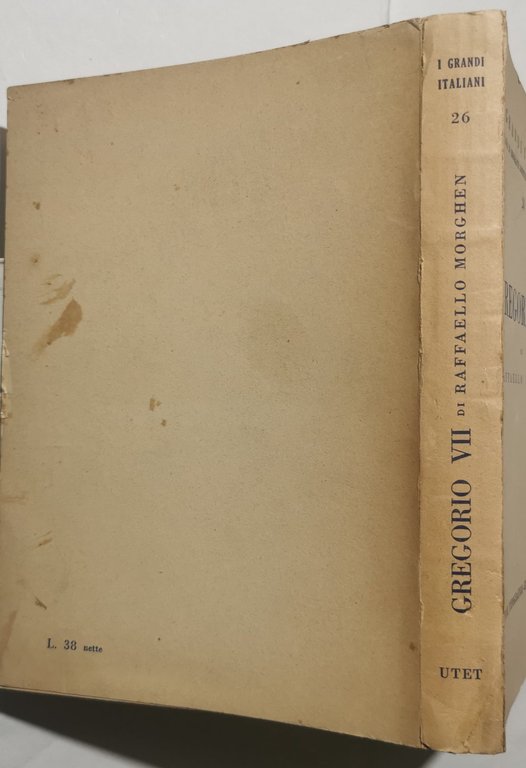 I GRANDI
ITALIANI
26
GREGORIO VII DI RAFFAELLO MORGHEN
UTET
L. 38 nette